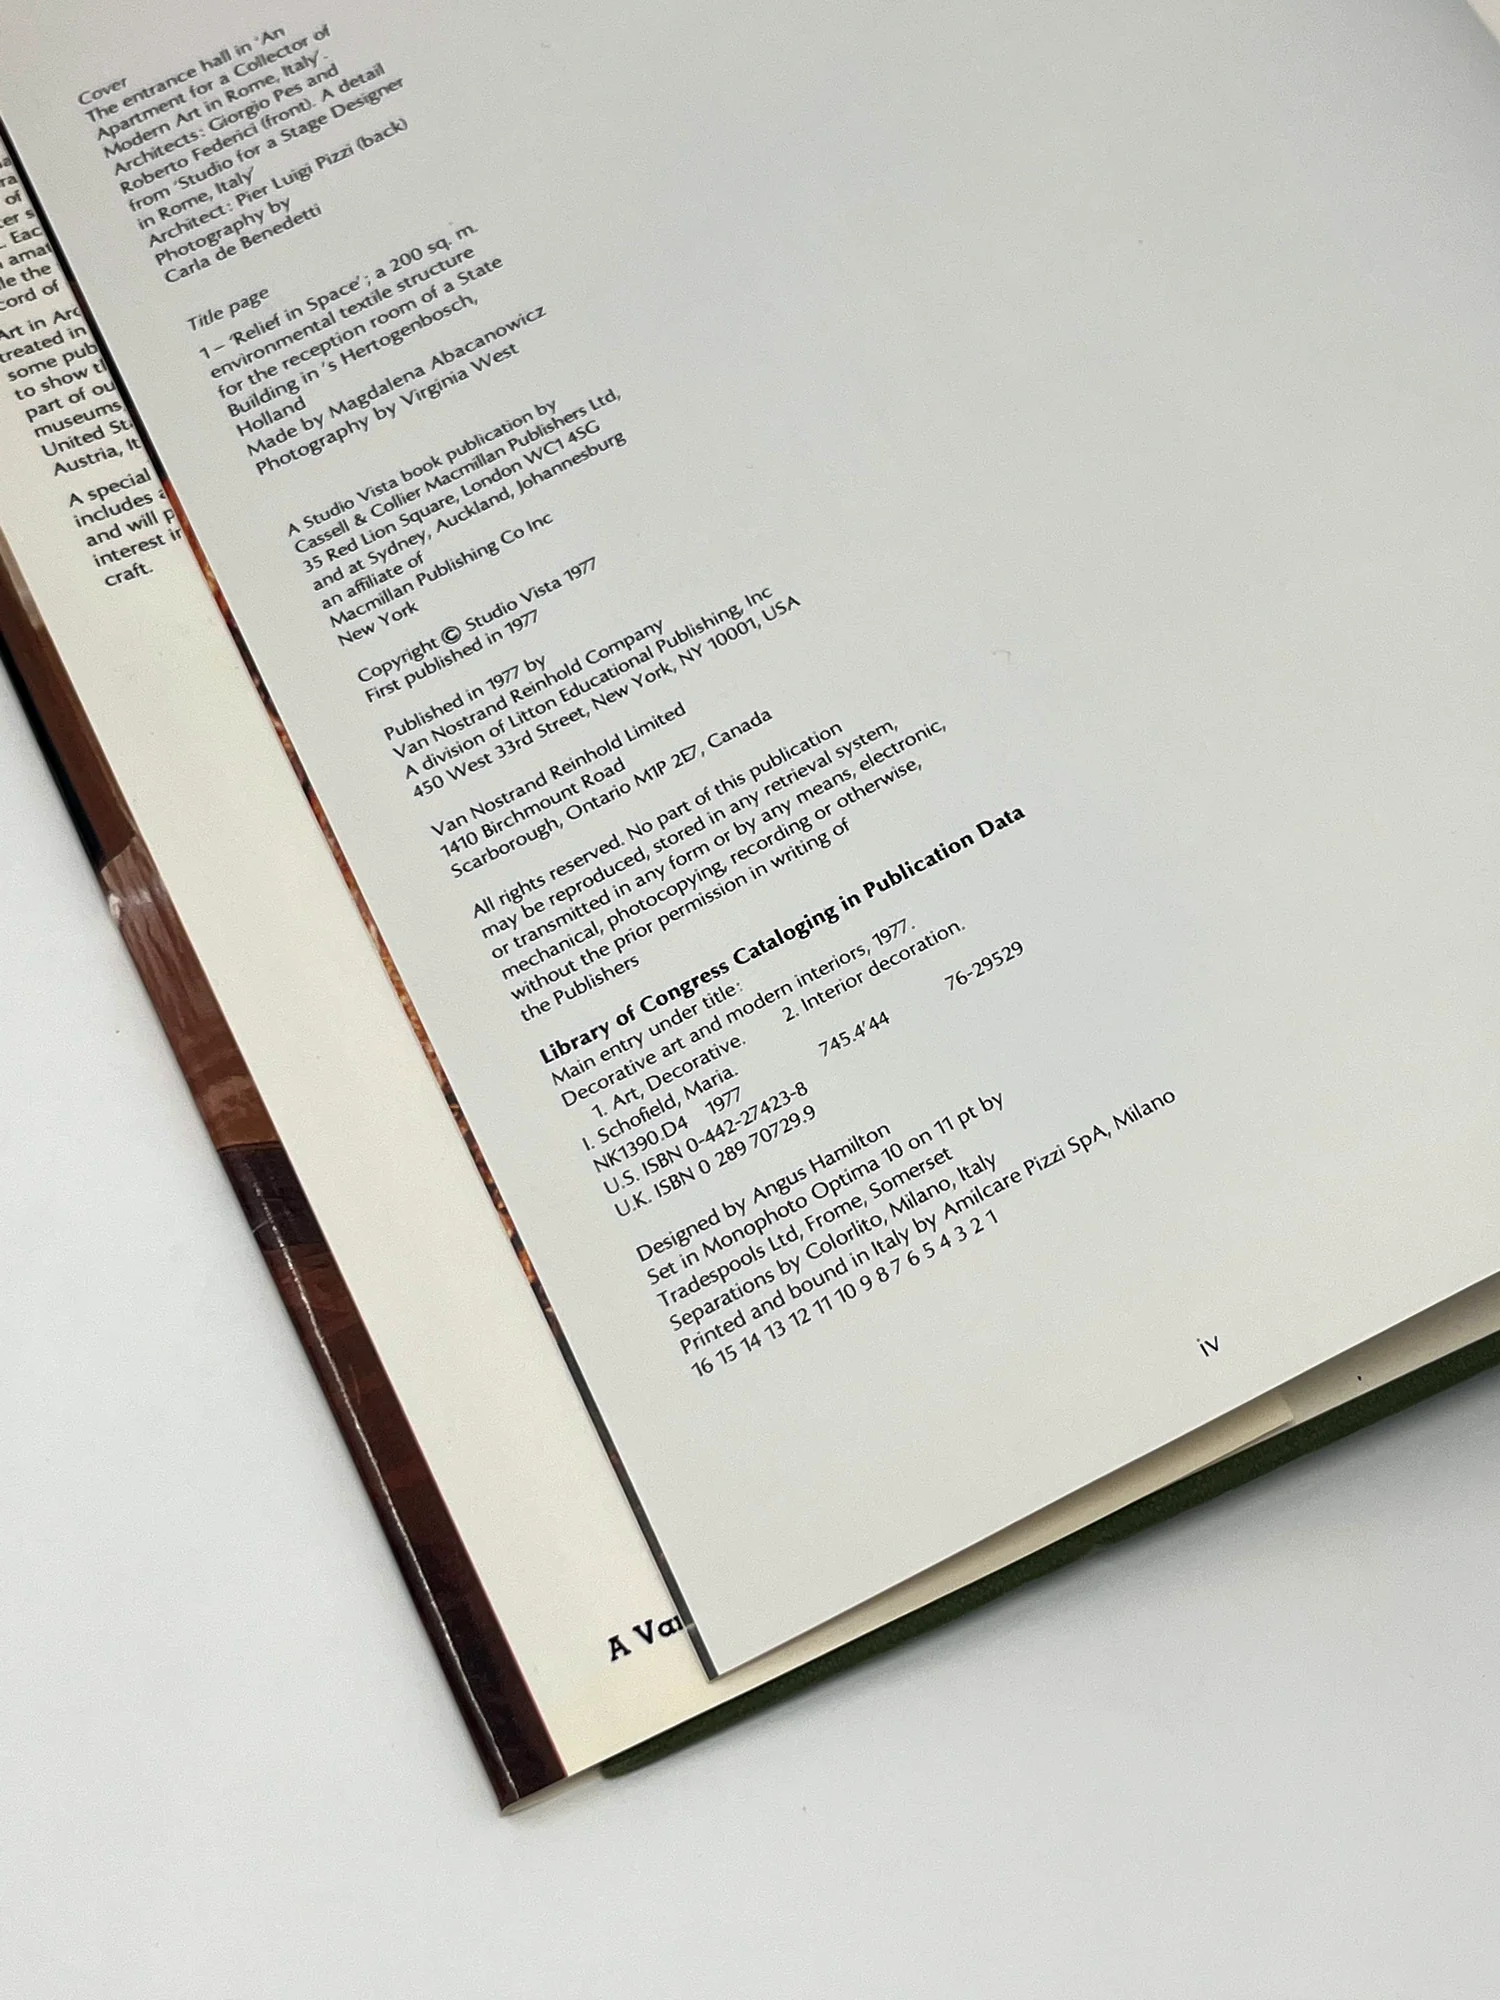 of
Eac
cord of
treated in
some pub
to show
part of
museums,
United
Austria,
A special
includes
and will
interest
craft.
Cover
The entrance hall in 'An
Apartment for a Collector of
Modern Art in Rome, Italy'.
Architects: Giorgio Pes and
Roberto Federici (front). A detail
from 'Studio for a Stage Designer
in Rome, Italy'
Architect: Pier Luigi Pizzi (back)
Photography by
Carla de Benedetti
Title page
1 – 'Relief in Space'; a 200 sq. m.
environmental textile structure
for the reception room of a State
Building in 's Hertogenbosch,
Holland
Made by Magdalena Abacanowicz
Photography by Virginia West
A Studio Vista book publication by
Cassell & Collier Macmillan Publishers Ltd,
35 Red Lion Square, London WC1 4SG
and at Sydney, Auckland, Johannesburg
an affiliate of
Macmillan Publishing Co Inc
New York
Copyright © Studio Vista 1977
First published in 1977
Published in 1977 by
Van Nostrand Reinhold Company
A division of Litton Educational Publishing, Inc
450 West 33rd Street, New York, NY 10001, USA
Van Nostrand Reinhold Limited
1410 Birchmount Road
Scarborough, Ontario M1P 2E7, Canada
All rights reserved. No part of this publication
may be reproduced, stored in any retrieval system,
or transmitted in any form or by any means, electronic,
mechanical, photocopying, recording or otherwise,
without the prior permission in writing of
the Publishers
Library of Congress Cataloging in Publication Data
Main entry under title:
Decorative art and modern interiors, 1977.
1. Art, Decorative. 2. Interior decoration.
I. Schofield, Maria.
NK1390.D4 1977 745.4'44 76-29529
U.S. ISBN 0-442-27423-8
U.K. ISBN 0 289 70729.9
Designed by Angus Hamilton
Set in Monophoto Optima 10 on 11 pt by
Tradespools Ltd, Frome, Somerset
Separations by Colorlito, Milano, Italy
Printed and bound in Italy by Amilcare Pizzi SpA, Milano
16 15 14 13 12 11 10 9 8 7 6 5 4 3 2 1
iv
A Van